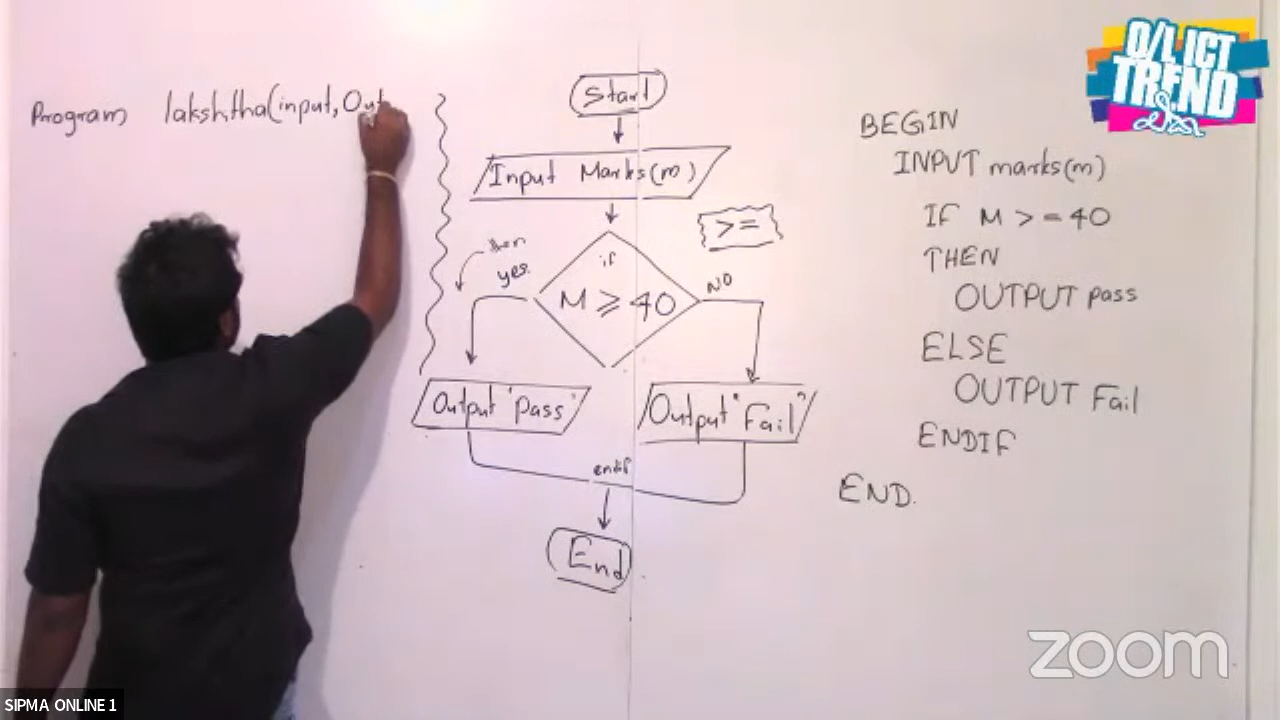 Program lakshtha(input, Out
Start
Input Marks(m)
>=
then
yes
if
M ≥ 40
NO
Output "pass"
Output "Fail"
endif
End
BEGIN
INPUT marks(m)
IF M >= 40
THEN
OUTPUT pass
ELSE
OUTPUT Fail
ENDIF
END.
O/L ICT
TREND
zoom
SIPMA ONLINE 1